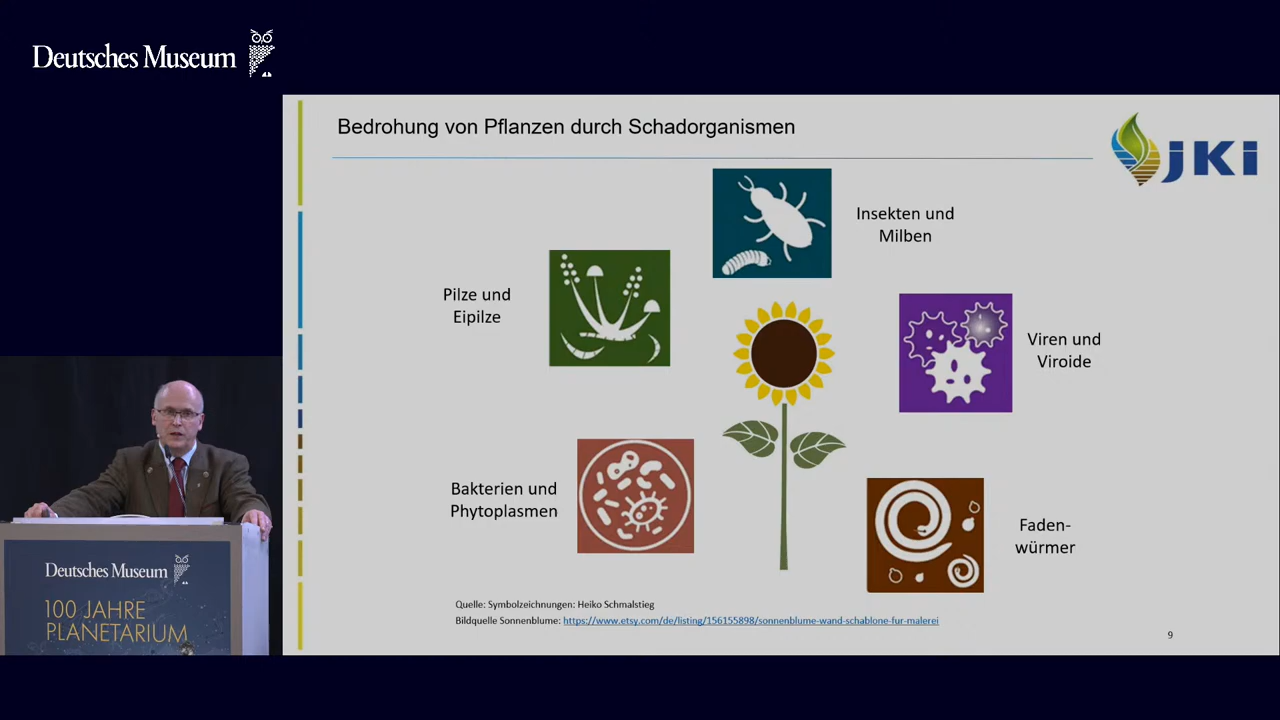 Deutsches Museum
Bedrohung von Pflanzen durch Schadorganismen
JKI
Insekten und
Milben
Pilze und
Eipilze
Viren und
Viroide
Bakterien und
Phytoplasmen
Faden-
würmer
Quelle: Symbolzeichnungen: Heiko Schmalstieg
Bildquelle Sonnenblume: https://www.etsy.com/de/listing/156155898/sonnenblume-wand-schablone-fur-malerei
9
Deutsches Museum
100 JAHRE
PLANETARIUM